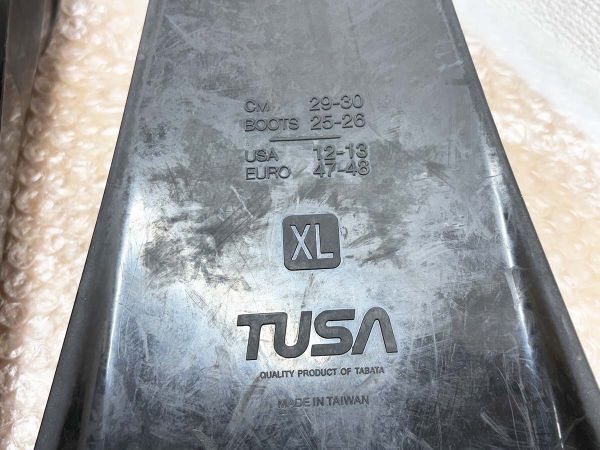 CM 29-30
BOOTS 25-26
USA 12-13
EURO 47-48
XL
TUSA
QUALITY PRODUCT OF TABATA
MADE IN TAIWAN